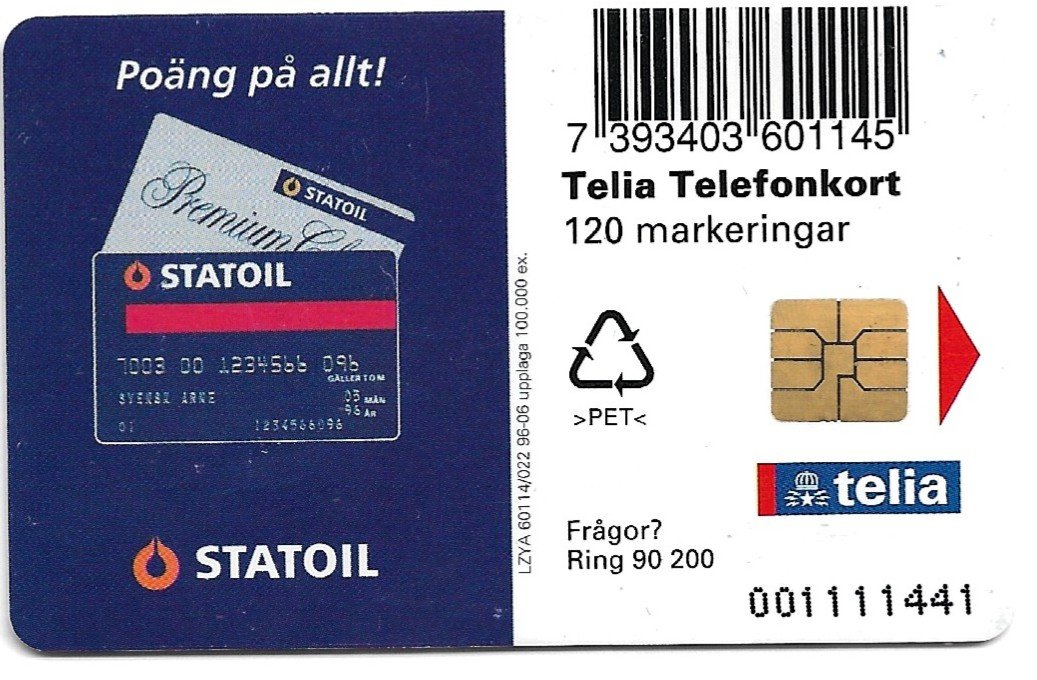 Poäng på allt!
Premium
STATOIL
STATOIL
7003 00 1234566 096
GÄLLER TOM
SVENSK ARNE
03 MÅN
96 ÅR
01
1234566096
STATOIL
LZYA 60114/022 96-06 upplaga 100.000 ex.
7 393403 601145
Telia Telefonkort
120 markeringar
>PET<
telia
Frågor?
Ring 90 200
001111441